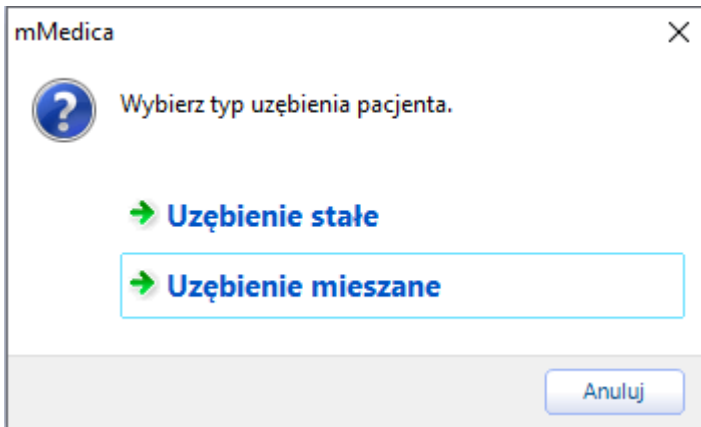 mMedica
Wybierz typ uzębienia pacjenta.
Uzębienie stałe
Uzębienie mieszane
Anuluj